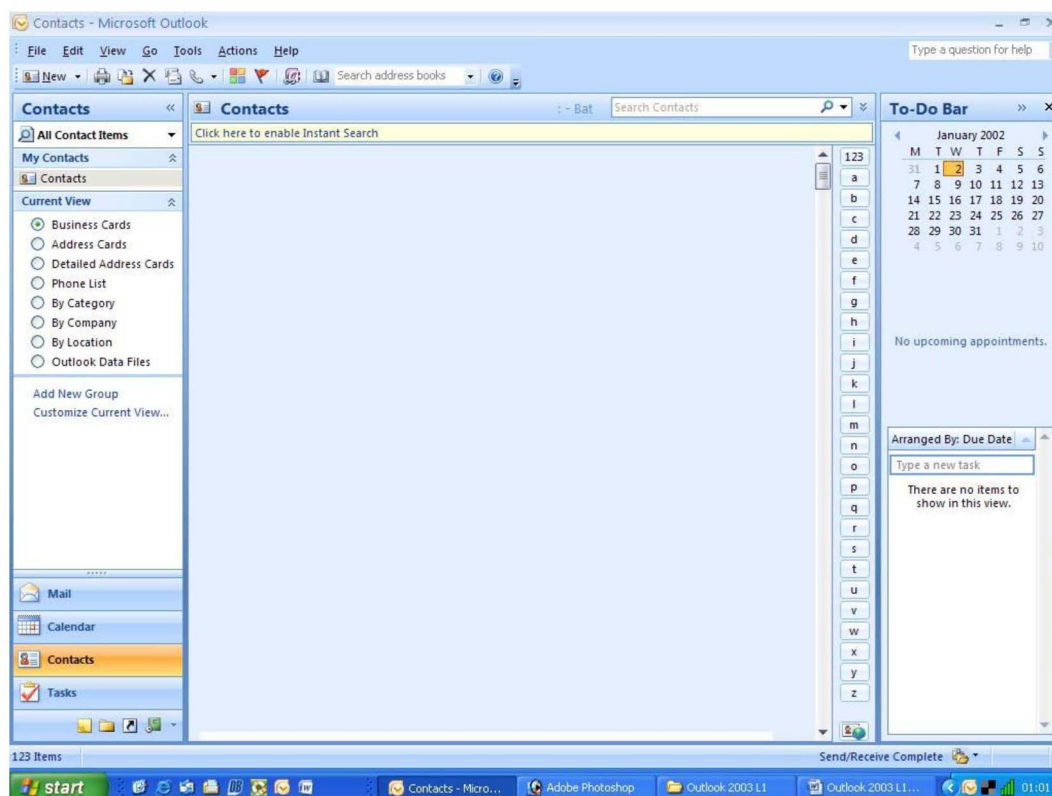 Contacts - Microsoft Outlook
File Edit View Go Tools Actions Help
Type a question for help
New
Search address books
Contacts «
All Contact Items
My Contacts
Contacts
Current View
Business Cards
Address Cards
Detailed Address Cards
Phone List
By Category
By Company
By Location
Outlook Data Files
Add New Group
Customize Current View...
Mail
Calendar
Contacts
Tasks
Contacts
: - Bat
Search Contacts
Click here to enable Instant Search
123
a
b
c
d
e
f
g
h
i
j
k
l
m
n
o
p
q
r
s
t
u
v
w
x
y
z
To-Do Bar » X
January 2002
M T W T F S S
31 1 2 3 4 5 6
7 8 9 10 11 12 13
14 15 16 17 18 19 20
21 22 23 24 25 26 27
28 29 30 31 1 2 3
4 5 6 7 8 9 10
No upcoming appointments.
Arranged By: Due Date
Type a new task
There are no items to
show in this view.
123 Items
Send/Receive Complete
start
Contacts - Micro...
Adobe Photoshop
Outlook 2003 L1
Outlook 2003 L1...
01:01